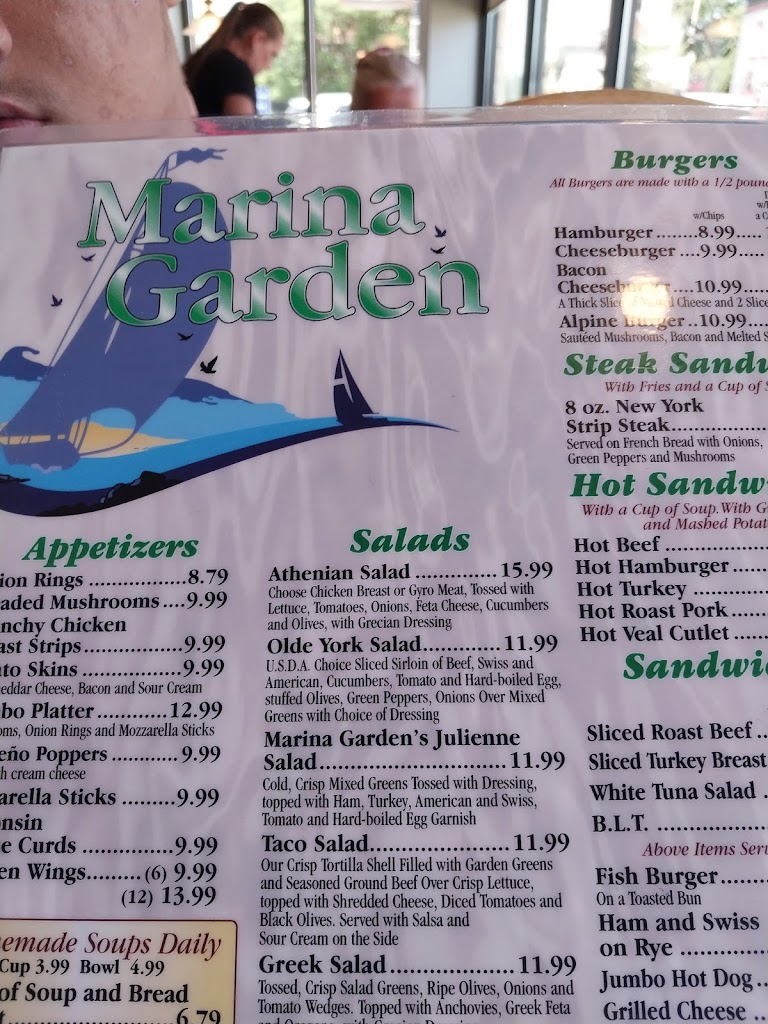 Marina
Garden
Appetizers
ion Rings ................. 8.79
aded Mushrooms .... 9.99
nchy Chicken
ast Strips.................. 9.99
to Skins .................. 9.99
eddar Cheese, Bacon and Sour Cream
bo Platter ............ 12.99
oms, Onion Rings and Mozzarella Sticks
eño Poppers ............ 9.99
h cream cheese
arella Sticks ......... 9.99
onsin
e Curds ................ 9.99
en Wings......... (6) 9.99
(12) 13.99
emade Soups Daily
Cup 3.99 Bowl 4.99
of Soup and Bread
6.79
Salads
Athenian Salad .............. 15.99
Choose Chicken Breast or Gyro Meat, Tossed with
Lettuce, Tomatoes, Onions, Feta Cheese, Cucumbers
and Olives, with Grecian Dressing
Olde York Salad............. 11.99
U.S.D.A. Choice Sliced Sirloin of Beef, Swiss and
American, Cucumbers, Tomato and Hard-boiled Egg,
stuffed Olives, Green Peppers, Onions Over Mixed
Greens with Choice of Dressing
Marina Garden's Julienne
Salad................................ 11.99
Cold, Crisp Mixed Greens Tossed with Dressing,
topped with Ham, Turkey, American and Swiss,
Tomato and Hard-boiled Egg Garnish
Taco Salad........................ 11.99
Our Crisp Tortilla Shell Filled with Garden Greens
and Seasoned Ground Beef Over Crisp Lettuce,
topped with Shredded Cheese, Diced Tomatoes and
Black Olives. Served with Salsa and
Sour Cream on the Side
Greek Salad...................... 11.99
Tossed, Crisp Salad Greens, Ripe Olives, Onions and
Tomato Wedges. Topped with Anchovies, Greek Feta
Burgers
All Burgers are made with a 1/2 pound
w/Chips
Hamburger ........ 8.99.....
Cheeseburger .... 9.99.....
Bacon
Cheeseburger .... 10.99.....
A Thick Slice of Cheese and 2 Slice
Alpine Burger .. 10.99.....
Sautéed Mushrooms, Bacon and Melted S
Steak Sandw
With Fries and a Cup of S
8 oz. New York
Strip Steak...................
Served on French Bread with Onions,
Green Peppers and Mushrooms
Hot Sandwi
With a Cup of Soup. With G
and Mashed Potat
Hot Beef ...................
Hot Hamburger .......
Hot Turkey ..............
Hot Roast Pork ......
Hot Veal Cutlet ......
Sandwic
Sliced Roast Beef ..
Sliced Turkey Breast
White Tuna Salad .
B.L.T. ...................
Above Items Serv
Fish Burger.........
On a Toasted Bun
Ham and Swiss
on Rye ...............
Jumbo Hot Dog ..
Grilled Cheese ..